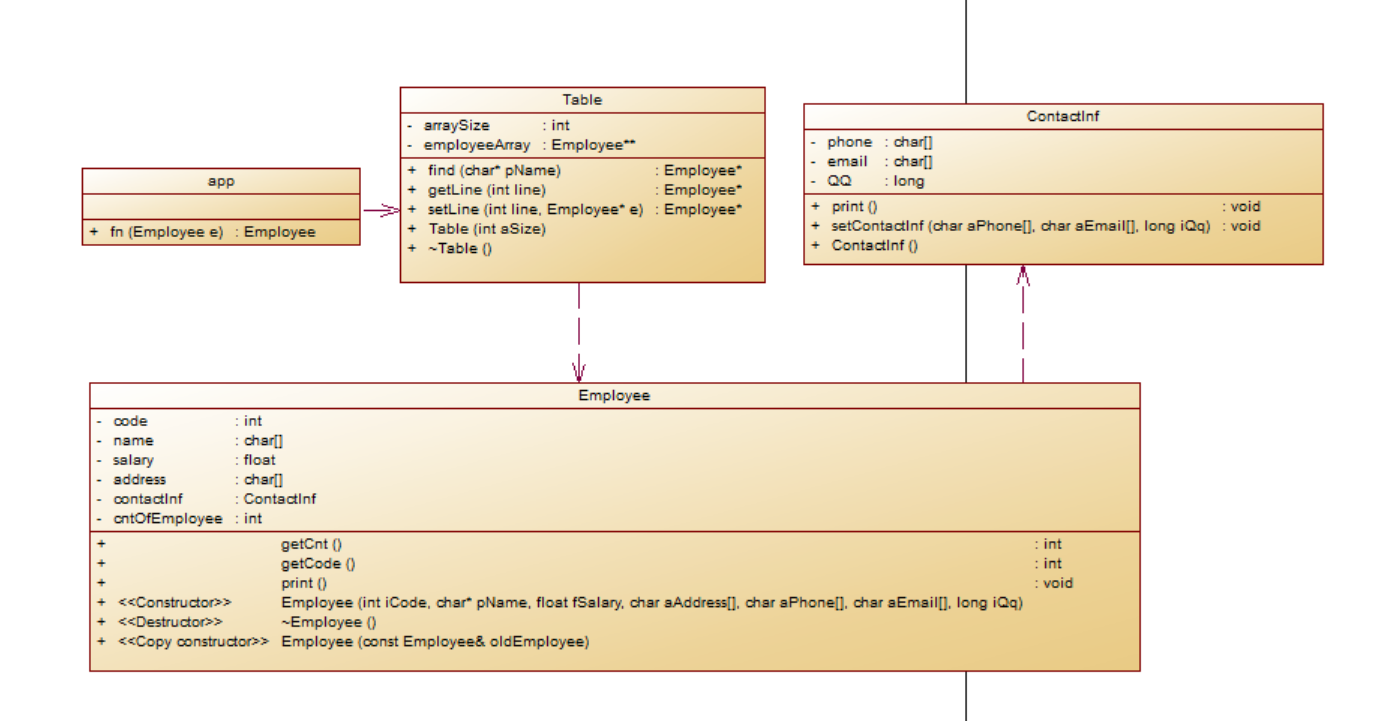 Table
- arraySize : int
- employeeArray : Employee**
+ find (char* pName) : Employee*
+ getLine (int line) : Employee*
+ setLine (int line, Employee* e) : Employee*
+ Table (int aSize)
+ ~Table ()
ContactInf
- phone : char[]
- email : char[]
- QQ : long
+ print () : void
+ setContactInf (char aPhone[], char aEmail[], long iQq) : void
+ ContactInf ()
app
+ fn (Employee e) : Employee
Employee
- code : int
- name : char[]
- salary : float
- address : char[]
- contactInf : ContactInf
- cntOfEmployee : int
+ getCnt () : int
+ getCode () : int
+ print () : void
+ <<Constructor>> Employee (int iCode, char* pName, float fSalary, char aAddress[], char aPhone[], char aEmail[], long iQq)
+ <<Destructor>> ~Employee ()
+ <<Copy constructor>> Employee (const Employee& oldEmployee)